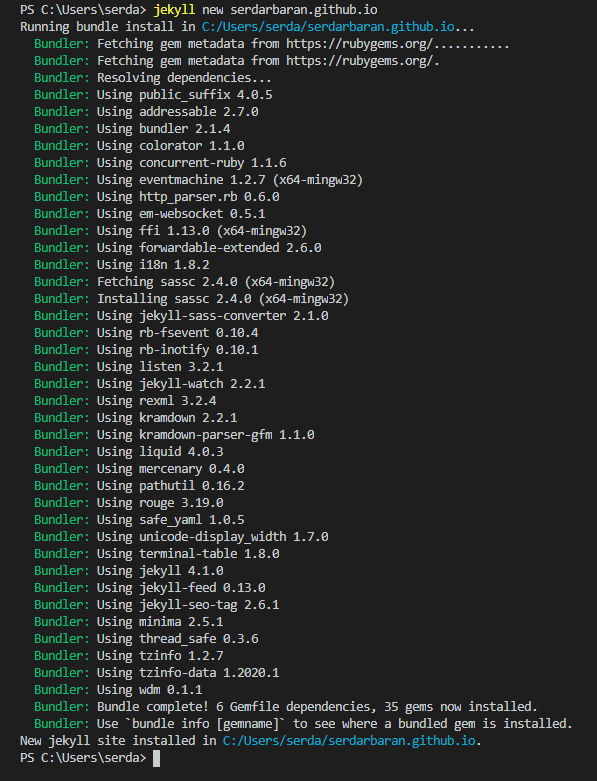 PS C:\Users\serda> jekyll new serdarbaran.github.io
Running bundle install in C:/Users/serda/serdarbaran.github.io...
Bundler: Fetching gem metadata from https://rubygems.org/...........
Bundler: Fetching gem metadata from https://rubygems.org/.
Bundler: Resolving dependencies...
Bundler: Using public_suffix 4.0.5
Bundler: Using addressable 2.7.0
Bundler: Using bundler 2.1.4
Bundler: Using colorator 1.1.0
Bundler: Using concurrent-ruby 1.1.6
Bundler: Using eventmachine 1.2.7 (x64-mingw32)
Bundler: Using http_parser.rb 0.6.0
Bundler: Using em-websocket 0.5.1
Bundler: Using ffi 1.13.0 (x64-mingw32)
Bundler: Using forwardable-extended 2.6.0
Bundler: Using i18n 1.8.2
Bundler: Fetching sassc 2.4.0 (x64-mingw32)
Bundler: Installing sassc 2.4.0 (x64-mingw32)
Bundler: Using jekyll-sass-converter 2.1.0
Bundler: Using rb-fsevent 0.10.4
Bundler: Using rb-inotify 0.10.1
Bundler: Using listen 3.2.1
Bundler: Using jekyll-watch 2.2.1
Bundler: Using rexml 3.2.4
Bundler: Using kramdown 2.2.1
Bundler: Using kramdown-parser-gfm 1.1.0
Bundler: Using liquid 4.0.3
Bundler: Using mercenary 0.4.0
Bundler: Using pathutil 0.16.2
Bundler: Using rouge 3.19.0
Bundler: Using safe_yaml 1.0.5
Bundler: Using unicode-display_width 1.7.0
Bundler: Using terminal-table 1.8.0
Bundler: Using jekyll 4.1.0
Bundler: Using jekyll-feed 0.13.0
Bundler: Using jekyll-seo-tag 2.6.1
Bundler: Using minima 2.5.1
Bundler: Using thread_safe 0.3.6
Bundler: Using tzinfo 1.2.7
Bundler: Using tzinfo-data 1.2020.1
Bundler: Using wdm 0.1.1
Bundler: Bundle complete! 6 Gemfile dependencies, 35 gems now installed.
Bundler: Use `bundle info [gemname]` to see where a bundled gem is installed.
New jekyll site installed in C:/Users/serda/serdarbaran.github.io.
PS C:\Users\serda>